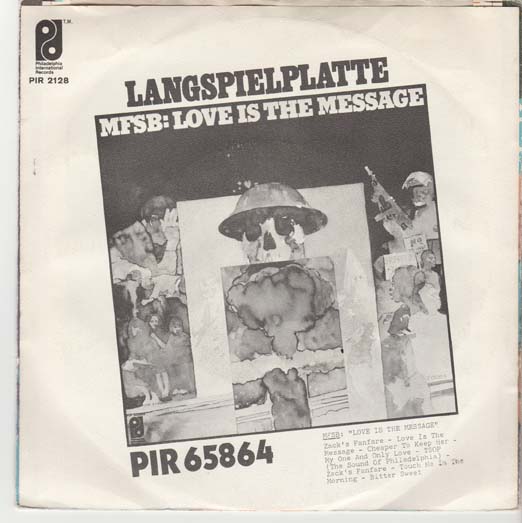 T.M.
Philadelphia
International
Records
PIR 2128
LANGSPIELPLATTE
MFSB: LOVE IS THE MESSAGE
PIR 65864
MFSB: "LOVE IS THE MESSAGE"
Zack's Fanfare - Love Is The
Message - Cheaper To Keep Her -
My One And Only Love - TSOP
(The Sound Of Philadelphia) -
Zack's Fanfare - Touch Me In The
Morning - Bitter Sweet